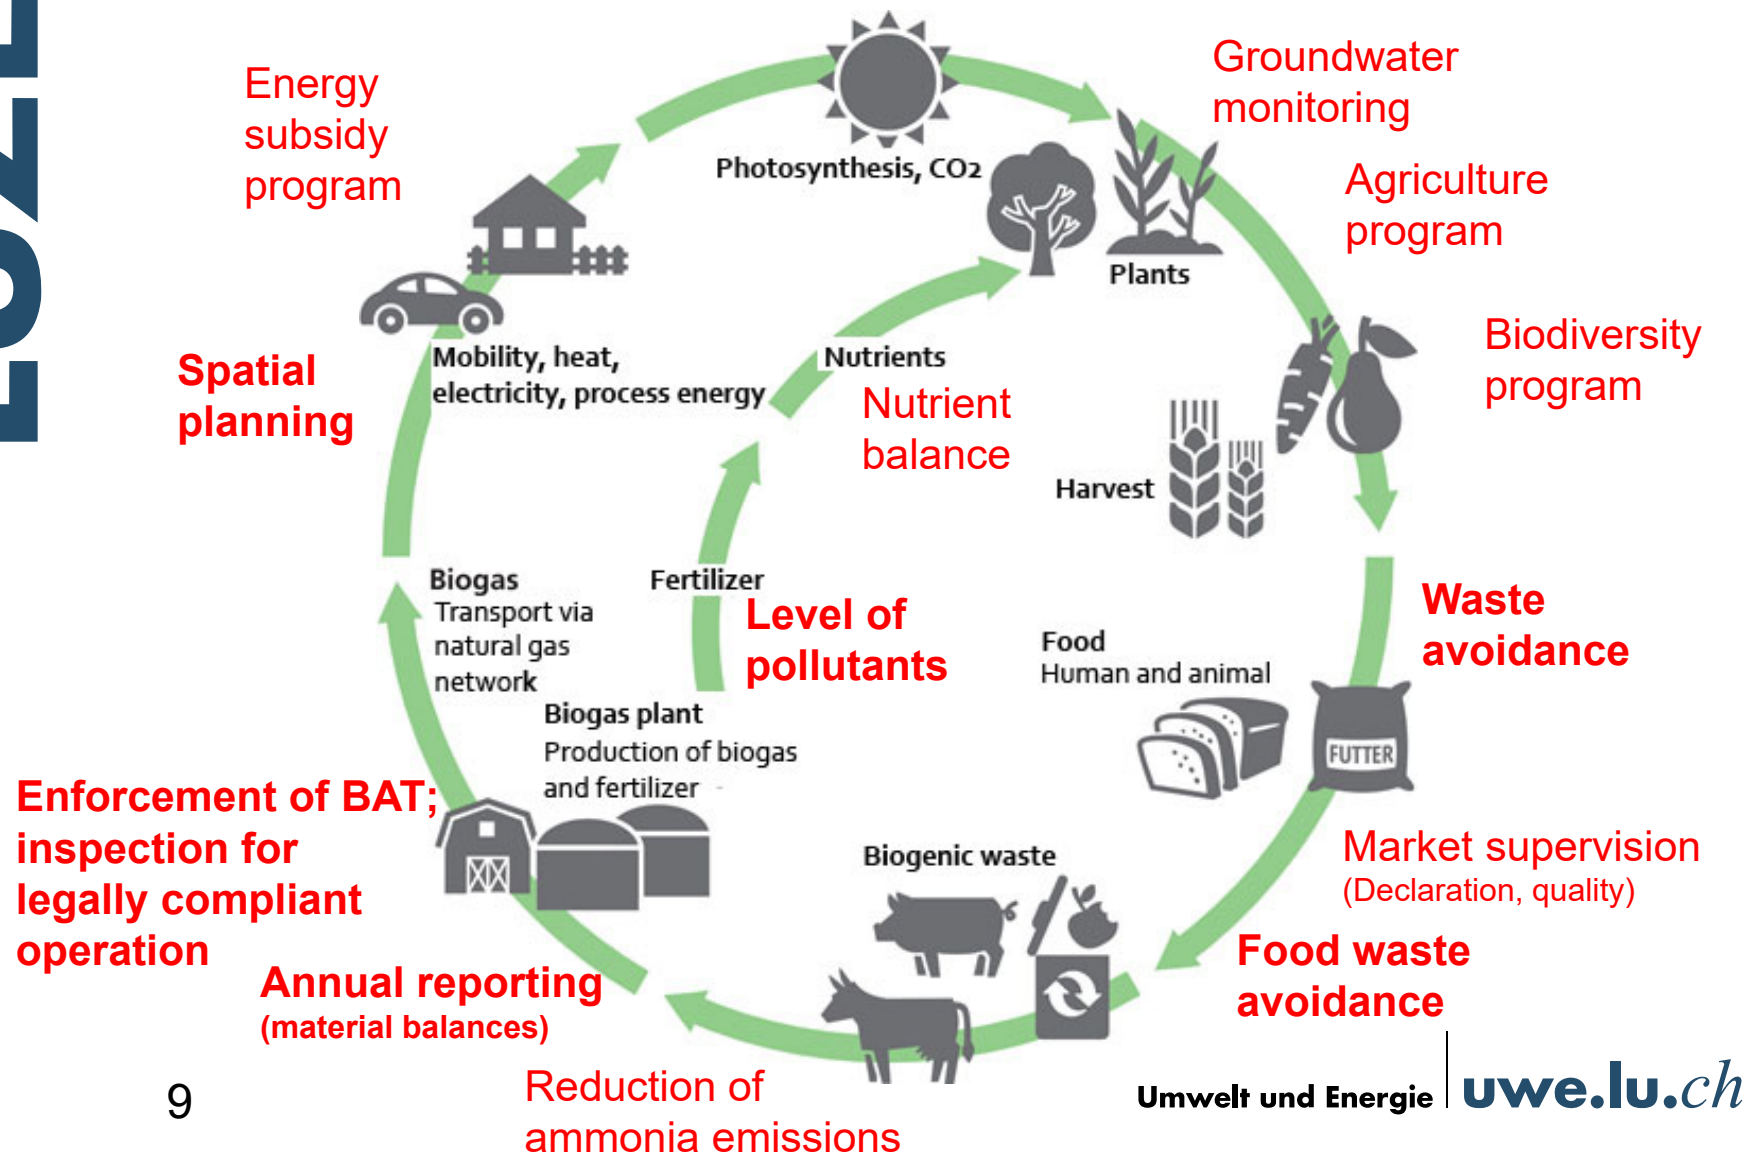 Energy
subsidy
program
Groundwater
monitoring
Photosynthesis, CO2
Agriculture
program
Plants
Biodiversity
program
Spatial
planning
Mobility, heat,
electricity, process energy
Nutrients
Nutrient
balance
Harvest
Biogas
Transport via
natural gas
network
Fertilizer
Level of
pollutants
Waste
avoidance
Food
Human and animal
FUTTER
Biogas plant
Production of biogas
and fertilizer
Enforcement of BAT;
inspection for
legally compliant
operation
Biogenic waste
Market supervision
(Declaration, quality)
Food waste
avoidance
Annual reporting
(material balances)
Reduction of
ammonia emissions
9
Umwelt und Energie
uwe.lu.ch